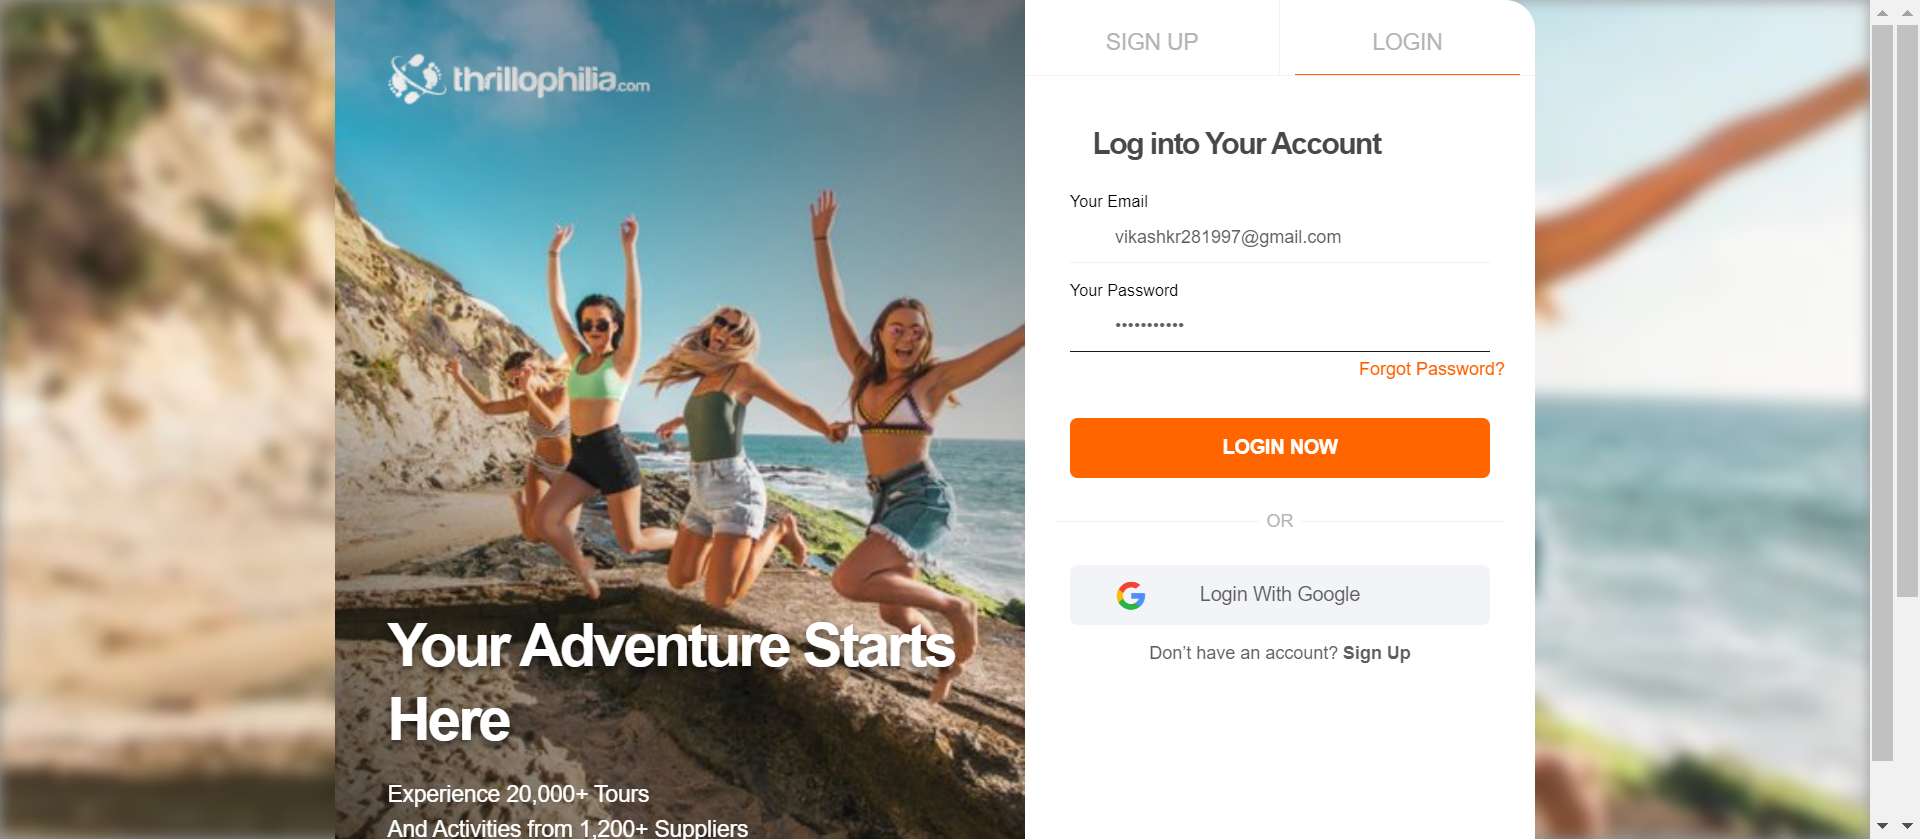 thrillophilia.com
Your Adventure Starts
Here
Experience 20,000+ Tours
And Activities from 1,200+ Suppliers
SIGN UP
LOGIN
Log into Your Account
Your Email
vikashkr281997@gmail.com
Your Password
•••••••••••
Forgot Password?
LOGIN NOW
OR
Login With Google
Don’t have an account? Sign Up